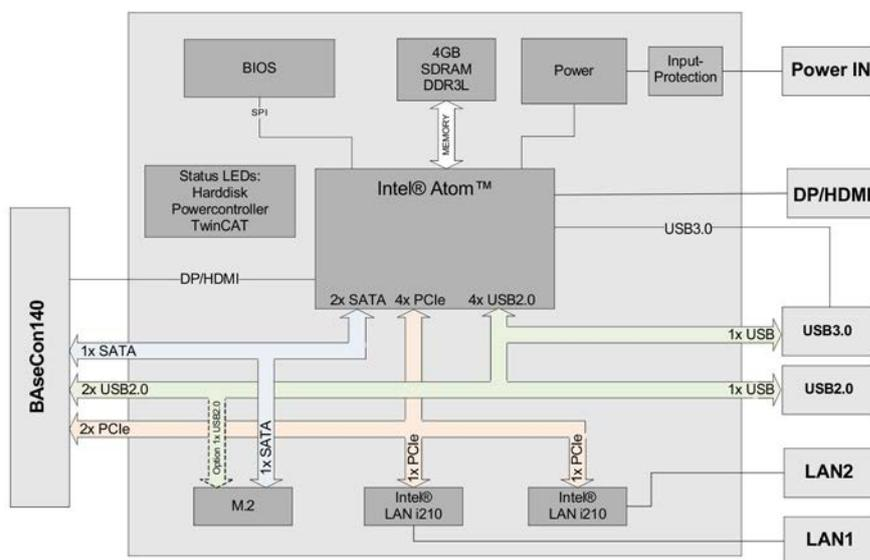 BIOS
4GB
SDRAM
DDR3L
Power
Input-
Protection
Power IN
SPI
MEMORY
Status LEDs:
Harddisk
Powercontroller
TwinCAT
Intel® Atom™
DP/HDMI
USB3.0
BAseCon140
DP/HDMI
2x SATA 4x PCIe 4x USB2.0
1x USB
USB3.0
1x SATA
2x USB2.0
1x USB
USB2.0
2x PCIe
Option 1x USB2.0
1x SATA
1x PCIe
1x PCIe
M.2
Intel®
LAN i210
Intel®
LAN i210
LAN2
LAN1